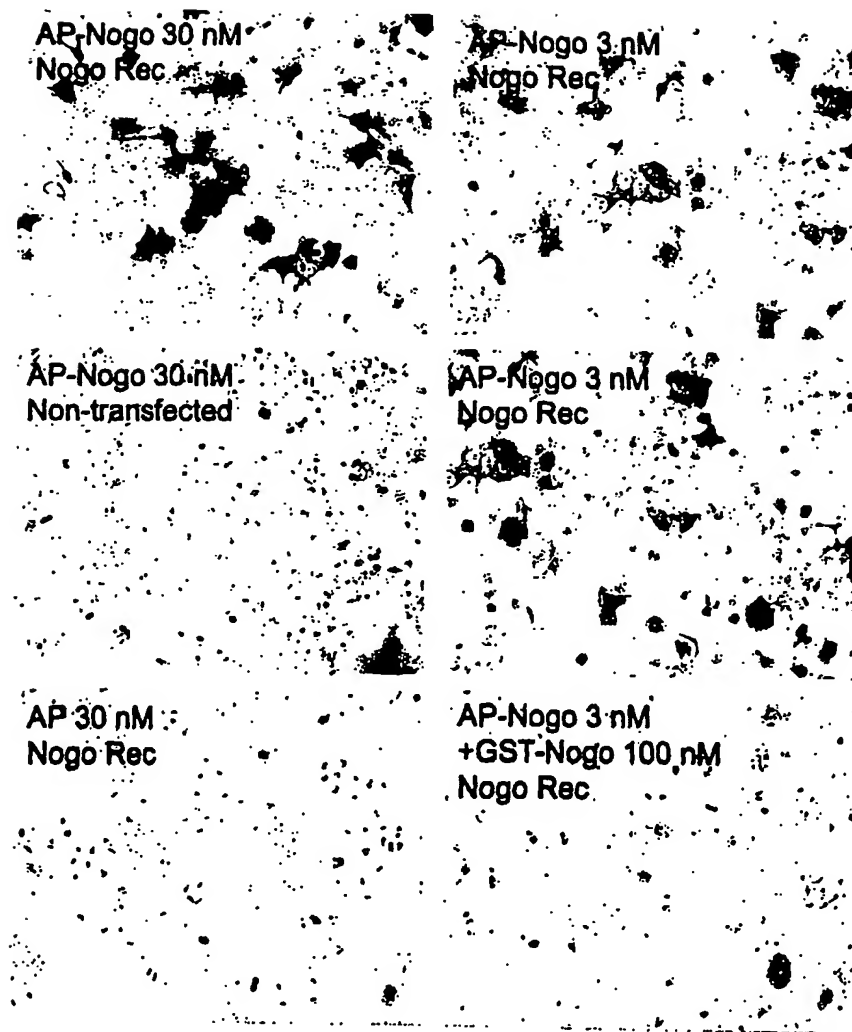 AP-Nogo 30 nM
Nogo Rec
AP-Nogo 3 nM
Nogo Rec
AP-Nogo 30 nM
Non-transfected
AP-Nogo 3 nM
Nogo Rec
AP 30 nM
Nogo Rec
AP-Nogo 3 nM
+GST-Nogo 100 nM
Nogo Rec